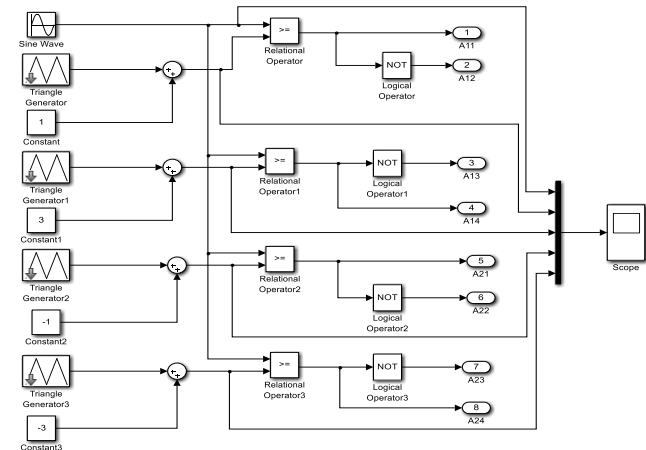 Sine Wave
>=
Relational
Operator
1
A11
NOT
Logical
Operator
2
A12
Triangle
Generator
1
Constant
Triangle
Generator1
3
Constant1
>=
Relational
Operator1
NOT
Logical
Operator1
3
A13
4
A14
Scope
Triangle
Generator2
-1
Constant2
>=
Relational
Operator2
5
A21
NOT
Logical
Operator2
6
A22
Triangle
Generator3
-3
Constant3
>=
Relational
Operator3
NOT
Logical
Operator3
7
A23
8
A24